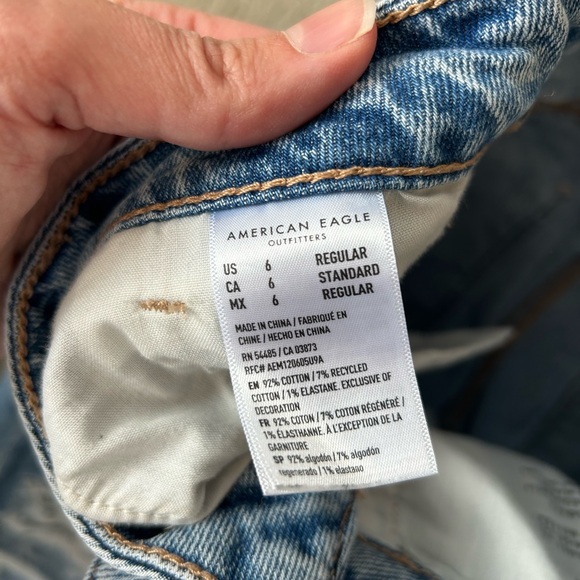 AMERICAN EAGLE
OUTFITTERS
US 6 REGULAR
CA 6 STANDARD
MX 6 REGULAR
MADE IN CHINA / FABRIQUÉ EN
CHINE / HECHO EN CHINA
RN 54485 / CA 03873
RFC# AEM120605U9A
EN 92% COTTON / 7% RECYCLED
COTTON / 1% ELASTANE. EXCLUSIVE OF
DECORATION
FR 92% COTON / 7% COTON RÉGÉNÉRÉ /
1% ÉLASTHANNE. À L'EXCEPTION DE LA
GARNITURE
SP 92% algodón / 7% algodón
regenerado / 1% elastano